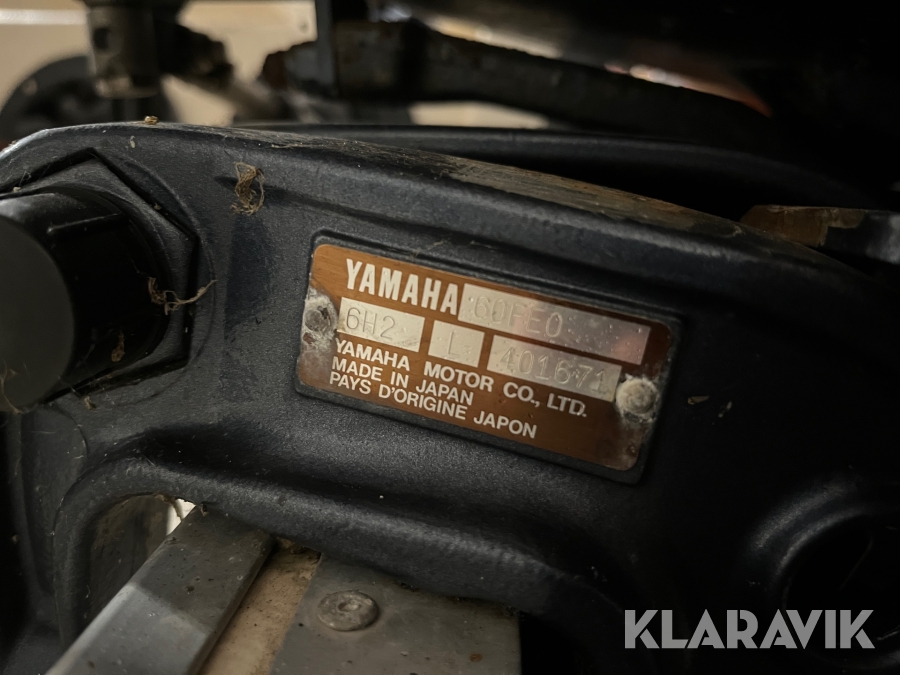 YAMAHA 60FEO
6H2 L 401671
YAMAHA MOTOR CO., LTD.
MADE IN JAPAN
PAYS D'ORIGINE JAPON
KLARAVIK